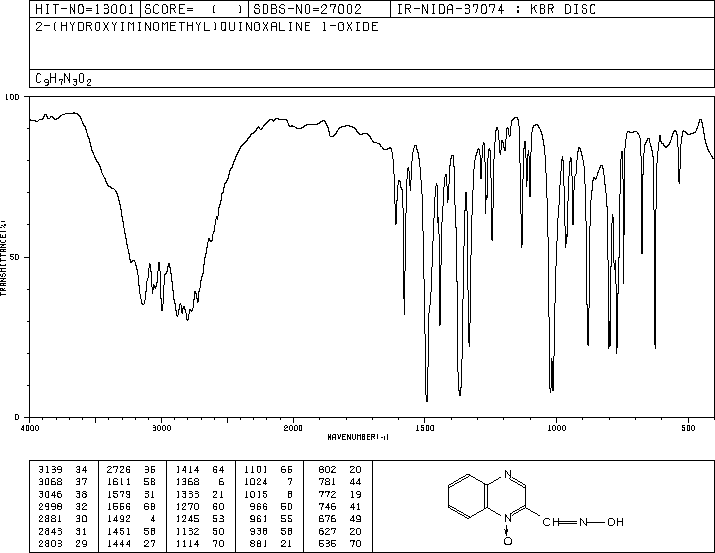 HIT-NO=13001 SCORE= ( ) SDBS-NO=27002 IR-NIDA-37074 : KBR DISC
2-(HYDROXYIMINOMETHYL)QUINOXALINE 1-OXIDE
C9H7N3O2
100
50
0
TRANSMITTANCE(%)
4000 3000 2000 1500 1000 500
WAVENUMBER(-1)
3139 34 2726 36 1414 64 1101 66 802 20
3068 37 1611 58 1368 6 1024 7 781 44
3046 38 1579 31 1333 21 1015 8 772 19
2998 32 1556 68 1270 60 966 50 746 41
2881 30 1492 4 1245 53 961 55 676 49
2843 31 1451 58 1132 50 938 58 627 20
2803 29 1444 27 1114 70 881 21 535 70
N
N
O
CH=N-OH